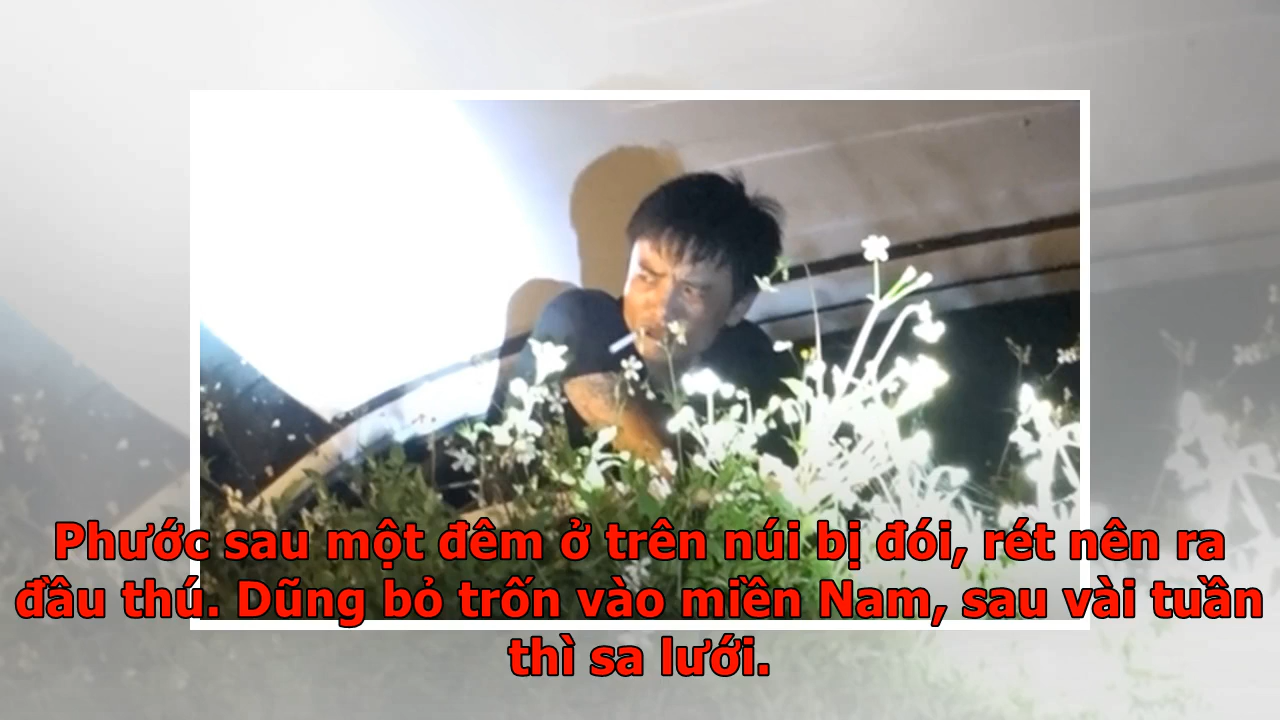 Phước sau một đêm ở trên núi bị đói, rét nên ra
đầu thú. Dũng bỏ trốn vào miền Nam, sau vài tuần
thì sa lưới.